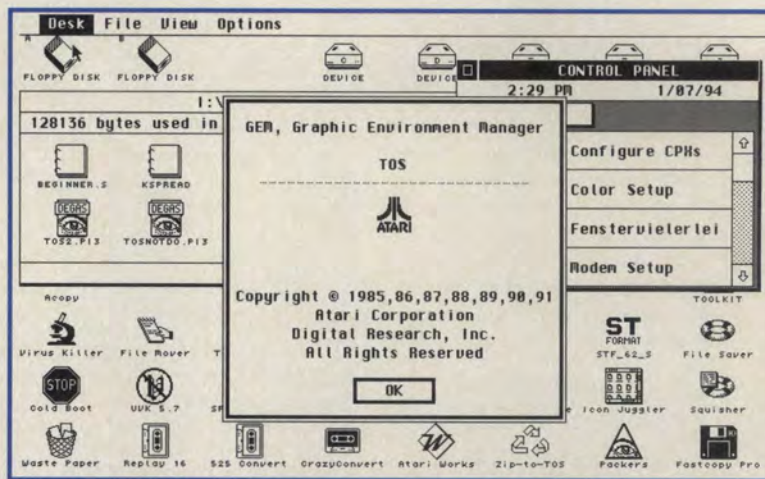 Desk File View Options
A
B
FLOPPY DISK
FLOPPY DISK
C
DEVICE
D
DEVICE
CONTROL PANEL
2:29 PM 1/07/94
Configure CPXs
Color Setup
Fenstervielerlei
Modem Setup
I:\
128136 bytes used in
BEGINNER.S
KSPREAD
DEGAS
TOS2.PI3
DEGAS
TOSNOTDO.PI3
GEM, Graphic Environment Manager
TOS
ATARI
Copyright © 1985,86,87,88,89,90,91
Atari Corporation
Digital Research, Inc.
All Rights Reserved
OK
Acopy
TOOLKIT
Virus Killer
File Mover
T
ST
FORMAT
STF_62_S
File Saver
STOP
Cold Boot
UVK 5.7
e Icon Juggler
Squisher
Waste Paper
Replay 16
525 Convert
CrazyConvert
Atari Works
Zip-to-TOS
Packers
Fastcopy Pro